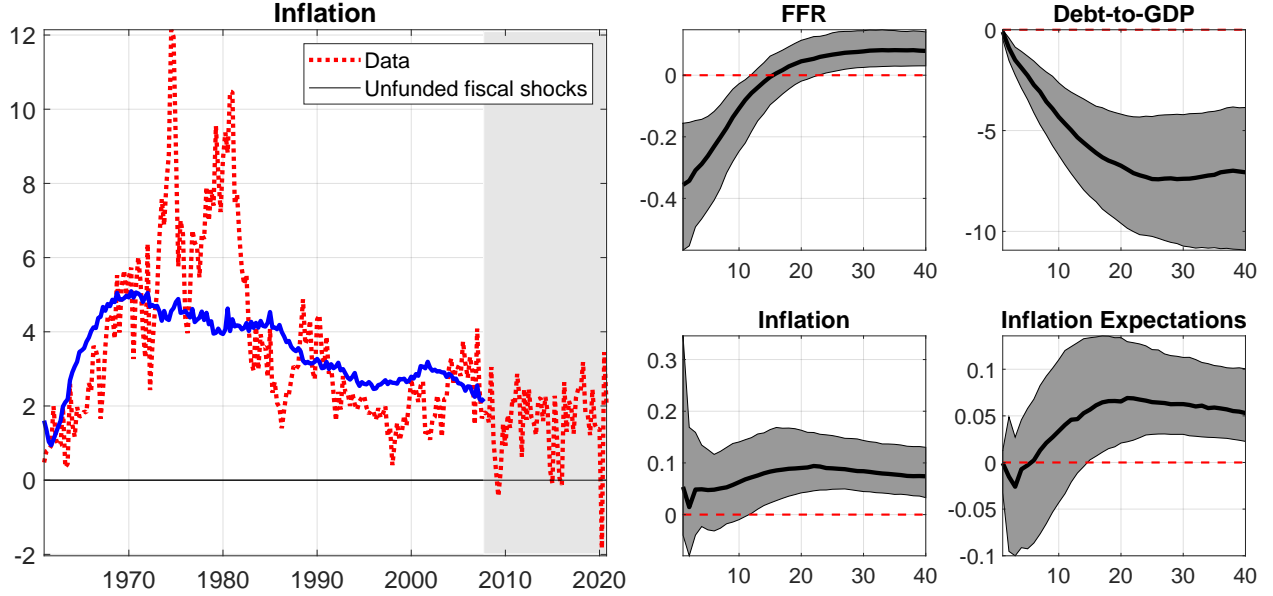 Inflation
Data
Unfunded fiscal shocks
12
10
8
6
4
2
0
-2
1970 1980 1990 2000 2010 2020
FFR
0
-0.2
-0.4
10 20 30 40
Debt-to-GDP
0
-5
-10
10 20 30 40
Inflation
0.3
0.2
0.1
0
10 20 30 40
Inflation Expectations
0.1
0.05
0
-0.05
-0.1
10 20 30 40